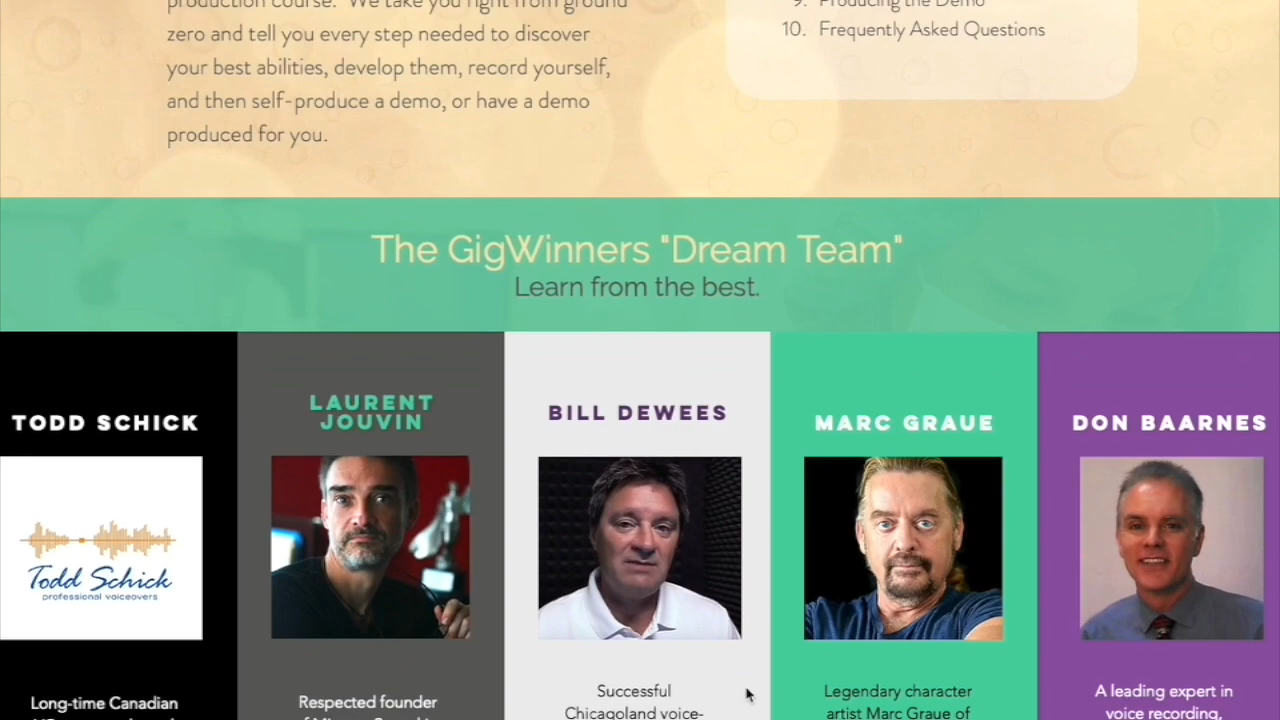 production course. We take you right from ground
zero and tell you every step needed to discover
your best abilities, develop them, record yourself,
and then self-produce a demo, or have a demo
produced for you.
9. Producing the Demo
10. Frequently Asked Questions
The GigWinners "Dream Team"
Learn from the best.
TODD SCHICK
Todd Schick
professional voiceovers
Long-time Canadian
LAURENT
JOUVIN
Respected founder
BILL DEWEES
Successful
Chicagoland voice-
MARC GRAUE
Legendary character
artist Marc Graue of
DON BAARNES
A leading expert in
voice recording,